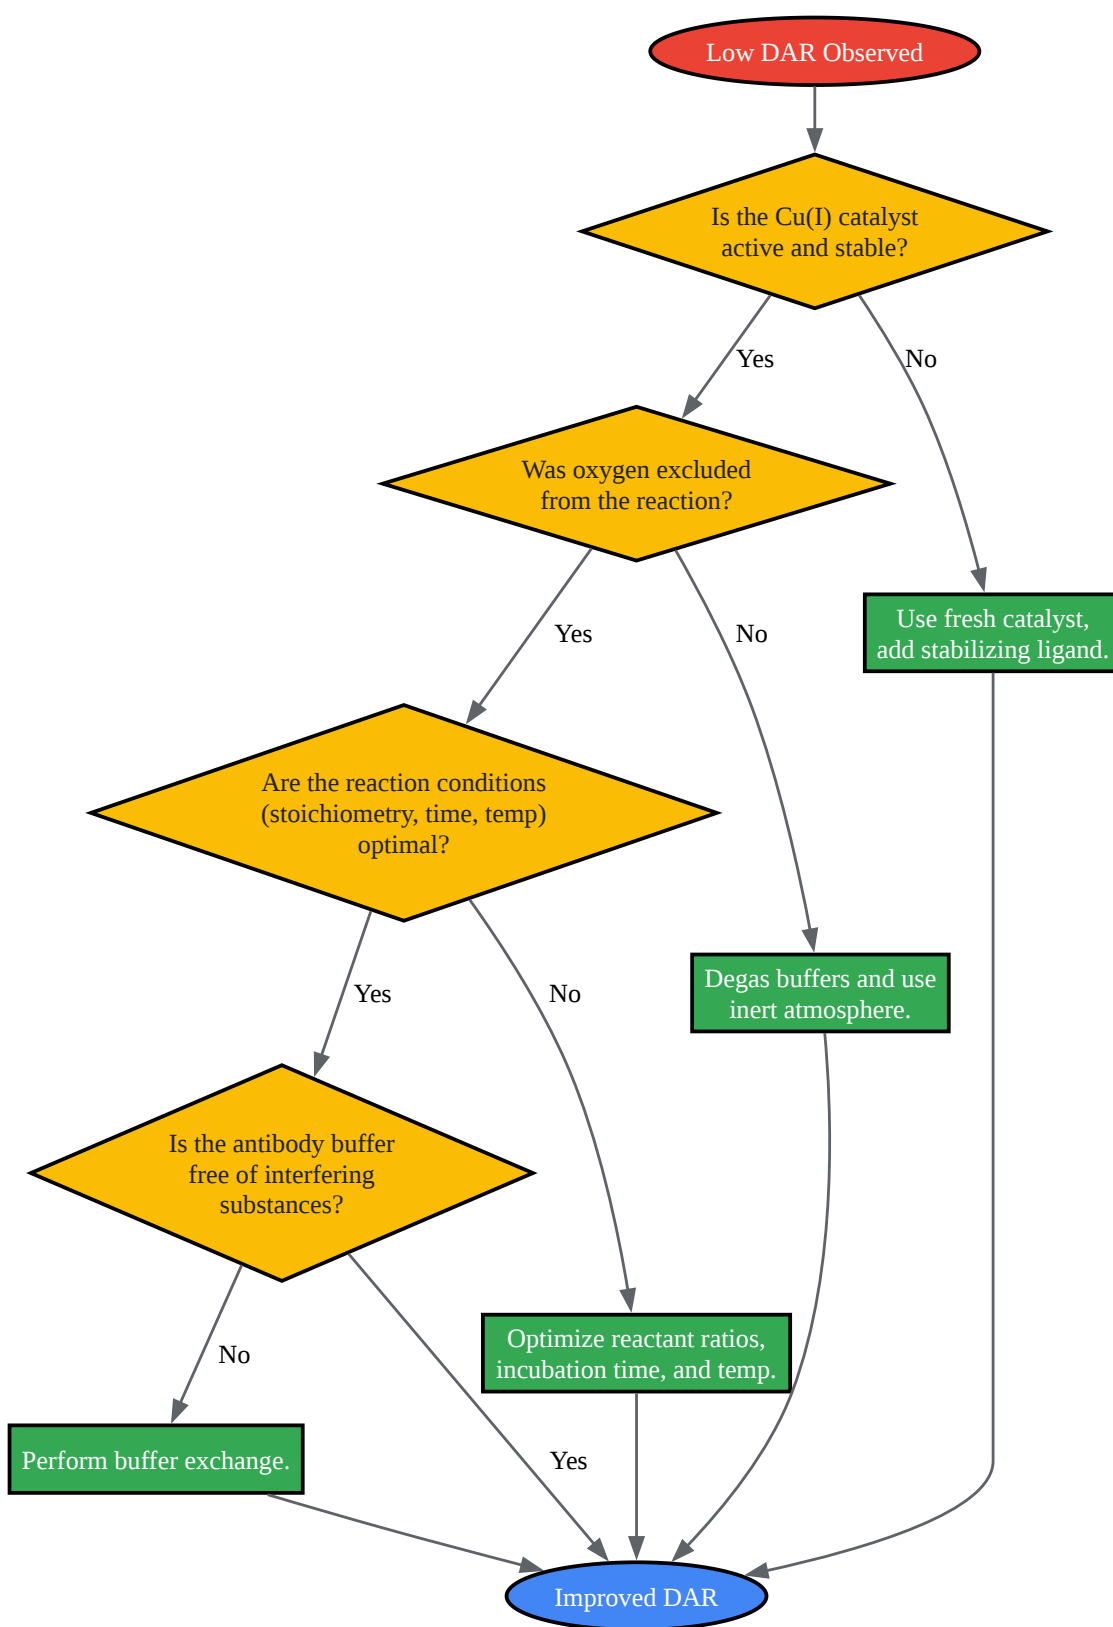 Low DAR Observed
Is the Cu(I) catalyst
active and stable?
Yes
No
Was oxygen excluded
from the reaction?
Yes
No
Use fresh catalyst,
add stabilizing ligand.
Are the reaction conditions
(stoichiometry, time, temp)
optimal?
Yes
No
Degas buffers and use
inert atmosphere.
Is the antibody buffer
free of interfering
substances?
No
Yes
Optimize reactant ratios,
incubation time, and temp.
Perform buffer exchange.
Improved DAR